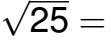 √25 =